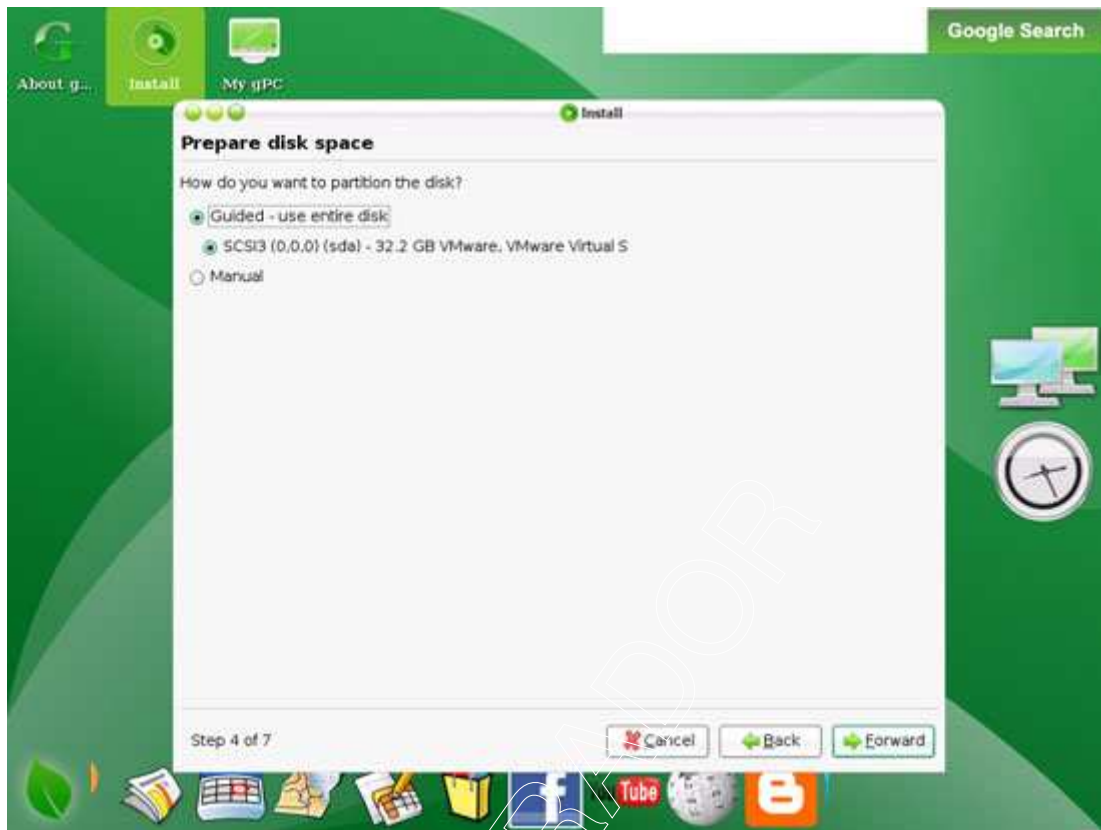 Google Search
About g...
Install
My gPC
Install
Prepare disk space
How do you want to partition the disk?
Guided - use entire disk
SCSI3 (0,0,0) (sda) - 32.2 GB VMware, VMware Virtual S
Manual
Step 4 of 7
Cancel
Back
Forward
f
Tube
B